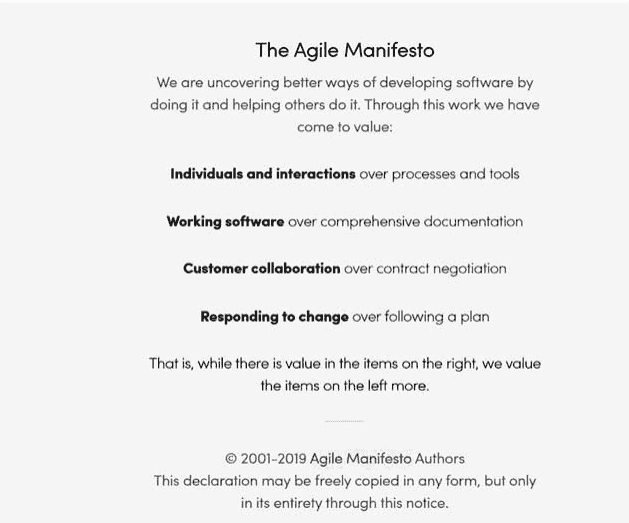 The Agile Manifesto
We are uncovering better ways of developing software by
doing it and helping others do it. Through this work we have
come to value:
Individuals and interactions over processes and tools
Working software over comprehensive documentation
Customer collaboration over contract negotiation
Responding to change over following a plan
That is, while there is value in the items on the right, we value
the items on the left more.
© 2001-2019 Agile Manifesto Authors
This declaration may be freely copied in any form, but only
in its entirety through this notice.